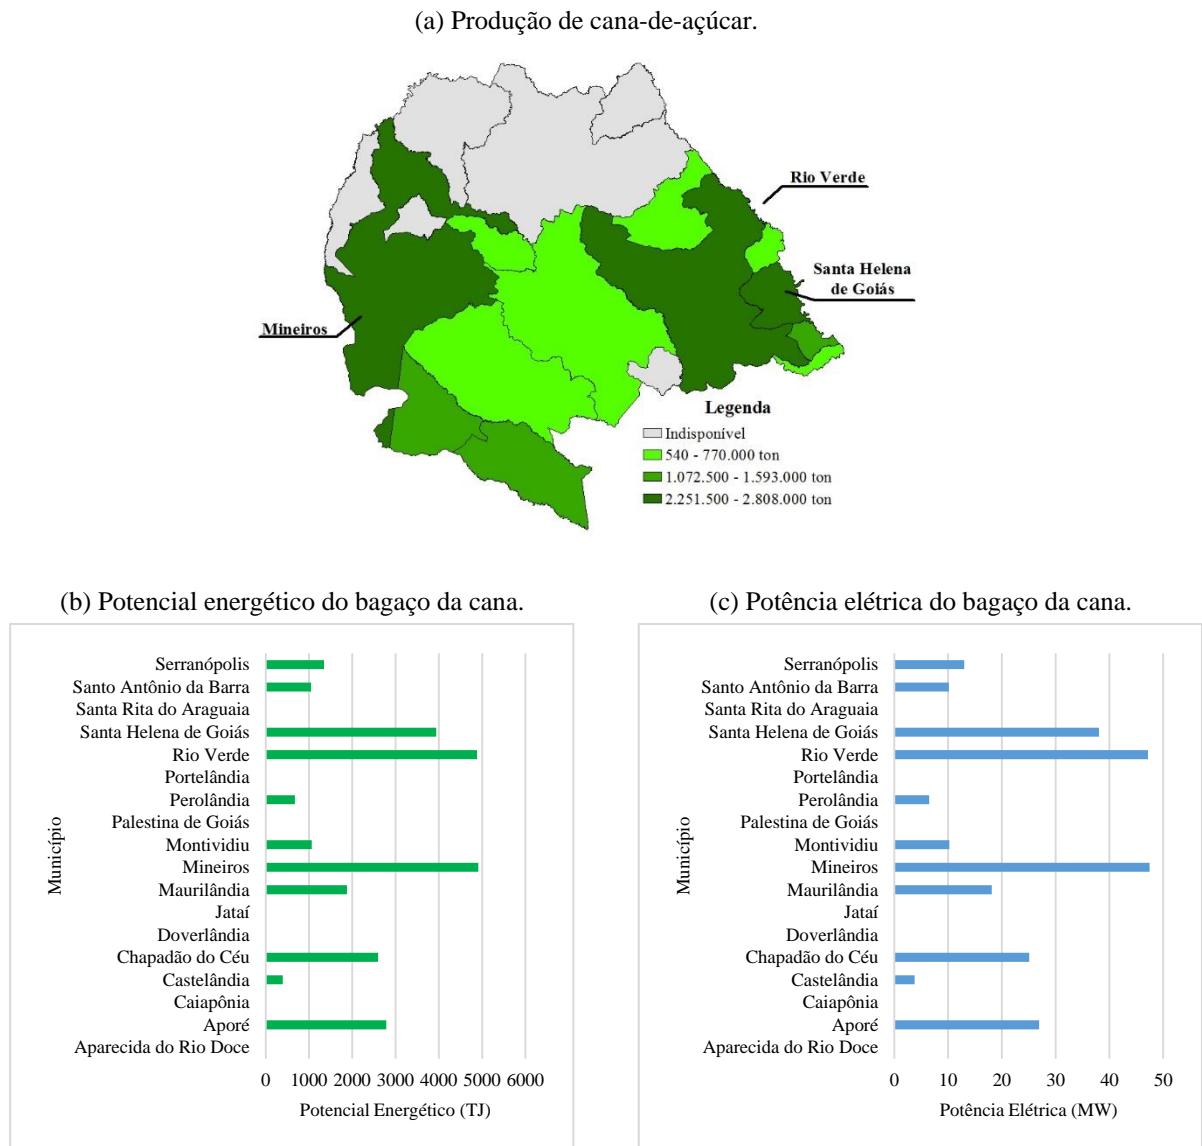 (a) Produção de cana-de-açúcar.
Rio Verde
Santa Helena
de Goiás
Mineiros
Legenda
Indisponível
540 - 770.000 ton
1.072.500 - 1.593.000 ton
2.251.500 - 2.808.000 ton
(b) Potencial energético do bagaço da cana.
Município
Serranópolis
Santo Antônio da Barra
Santa Rita do Araguaia
Santa Helena de Goiás
Rio Verde
Portelândia
Perolândia
Palestina de Goiás
Montividiu
Mineiros
Maurilândia
Jataí
Doverlândia
Chapadão do Céu
Castelândia
Caiapônia
Aporé
Aparecida do Rio Doce
0 1000 2000 3000 4000 5000 6000
Potencial Energético (TJ)
(c) Potência elétrica do bagaço da cana.
Município
Serranópolis
Santo Antônio da Barra
Santa Rita do Araguaia
Santa Helena de Goiás
Rio Verde
Portelândia
Perolândia
Palestina de Goiás
Montividiu
Mineiros
Maurilândia
Jataí
Doverlândia
Chapadão do Céu
Castelândia
Caiapônia
Aporé
Aparecida do Rio Doce
0 10 20 30 40 50
Potência Elétrica (MW)